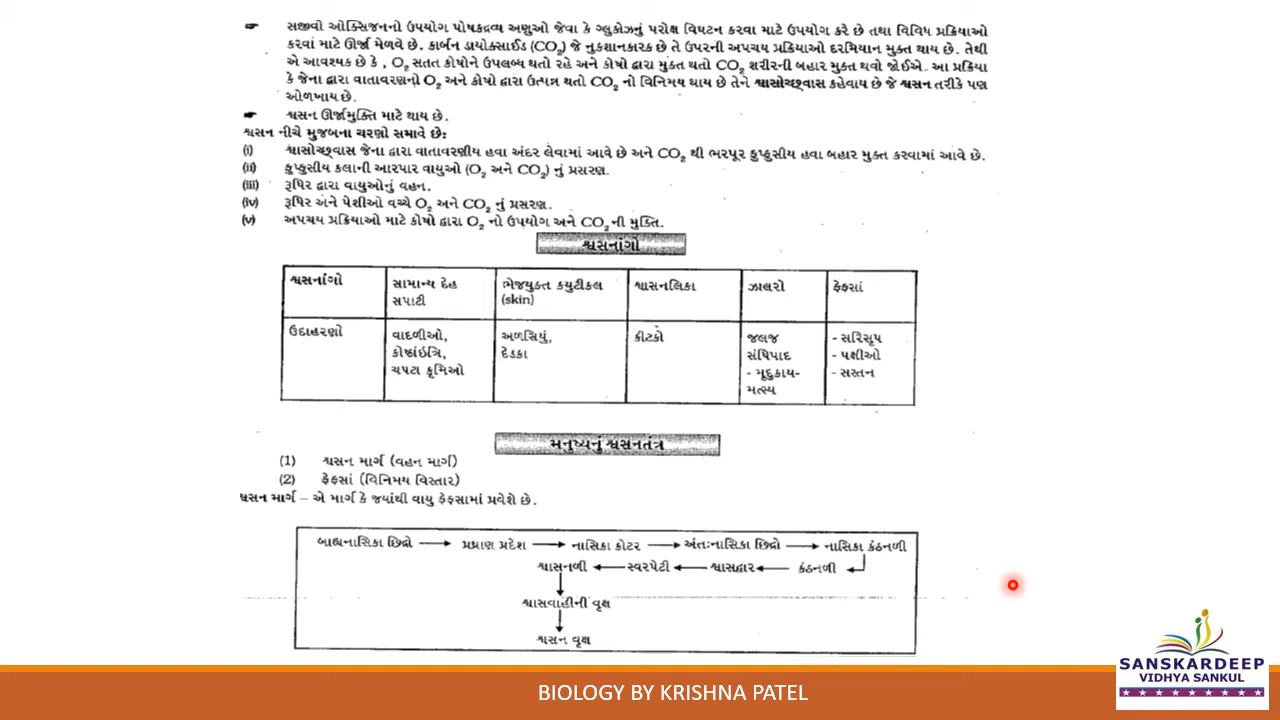 ☛ સજીવો ઓક્સિજનનો ઉપયોગ પોષકદ્રવ્ય અણુઓ જેવા કે ગ્લુકોઝનું પરોક્ષ વિઘટન કરવા માટે ઉપયોગ કરે છે તથા વિવિધ પ્રક્રિયાઓ
કરવાં માટે ઊર્જા મેળવે છે. કાર્બન ડાયોક્સાઈડ (CO₂) જે નુકશાનકારક છે તે ઉપરની અપચય પ્રક્રિયાઓ દરમિયાન મુક્ત થાય છે. તેથી
એ આવશ્યક છે કે, O₂ સતત કોષોને ઉપલબ્ધ થતો રહે અને કોષો દ્વારા મુક્ત થતો CO₂ શરીરની બહાર મુક્ત થવો જોઈએ. આ પ્રક્રિયા
કે જેના દ્વારા વાતાવરણનો O₂ અને કોષો દ્વારા ઉત્પન્ન થતો CO₂ નો વિનિમય થાય છે તેને શ્વાસોચ્છ્વાસ કહેવાય છે જે શ્વસન તરીકે પણ
ઓળખાય છે.
☛ શ્વસન ઊર્જામુક્તિ માટે થાય છે.
શ્વસન નીચે મુજબના ચરણો સમાવે છે:
(i) શ્વાસોચ્છ્વાસ જેના દ્વારા વાતાવરણીય હવા અંદર લેવામાં આવે છે અને CO₂ થી ભરપૂર ફુપ્ફુસીય હવા બહાર મુક્ત કરવામાં આવે છે.
(ii) ફુપ્ફુસીય કલાની આરપાર વાયુઓ (O₂ અને CO₂) નું પ્રસરણ.
(iii) રૂધિર દ્વારા વાયુઓનું વહન.
(iv) રૂધિર અને પેશીઓ વચ્ચે O₂ અને CO₂ નું પ્રસરણ.
(v) અપચય પ્રક્રિયાઓ માટે કોષો દ્વારા O₂ નો ઉપયોગ અને CO₂ ની મુક્તિ.
શ્વસનાંગો
શ્વસનાંગો સામાન્ય દેહ ભેજયુક્ત ક્યુટીકલ શ્વાસનલિકા ઝાલરો ફેફસાં
સપાટી (skin)
ઉદાહરણો વાદળીઓ, અળસિયું, કીટકો જલજ - સરિસૃપ
કોષ્ઠાંત્રિ, દેડકા સંધિપાદ - પક્ષીઓ
ચપટા કૃમિઓ - મૃદુકાય- - સસ્તન
મત્સ્ય
મનુષ્યનું શ્વસનતંત્ર
(1) શ્વસન માર્ગ (વહન માર્ગ)
(2) ફેફસાં (વિનિમય વિસ્તાર)
શ્વસન માર્ગ – એ માર્ગ કે જ્યાંથી વાયુ ફેફસામાં પ્રવેશે છે.
બાહ્યનાસિકા છિદ્રો → પ્રઘ્રાણ પ્રદેશ → નાસિકા કોટર → અંતઃનાસિકા છિદ્રો → નાસિકા કંઠનળી
શ્વાસનળી ← સ્વરપેટી ← શ્વાસદ્વાર ← કંઠનળી
શ્વાસવાહીની વૃક્ષ
શ્વસન વૃક્ષ
SANSKARDEEP
VIDHYA SANKUL
BIOLOGY BY KRISHNA PATEL